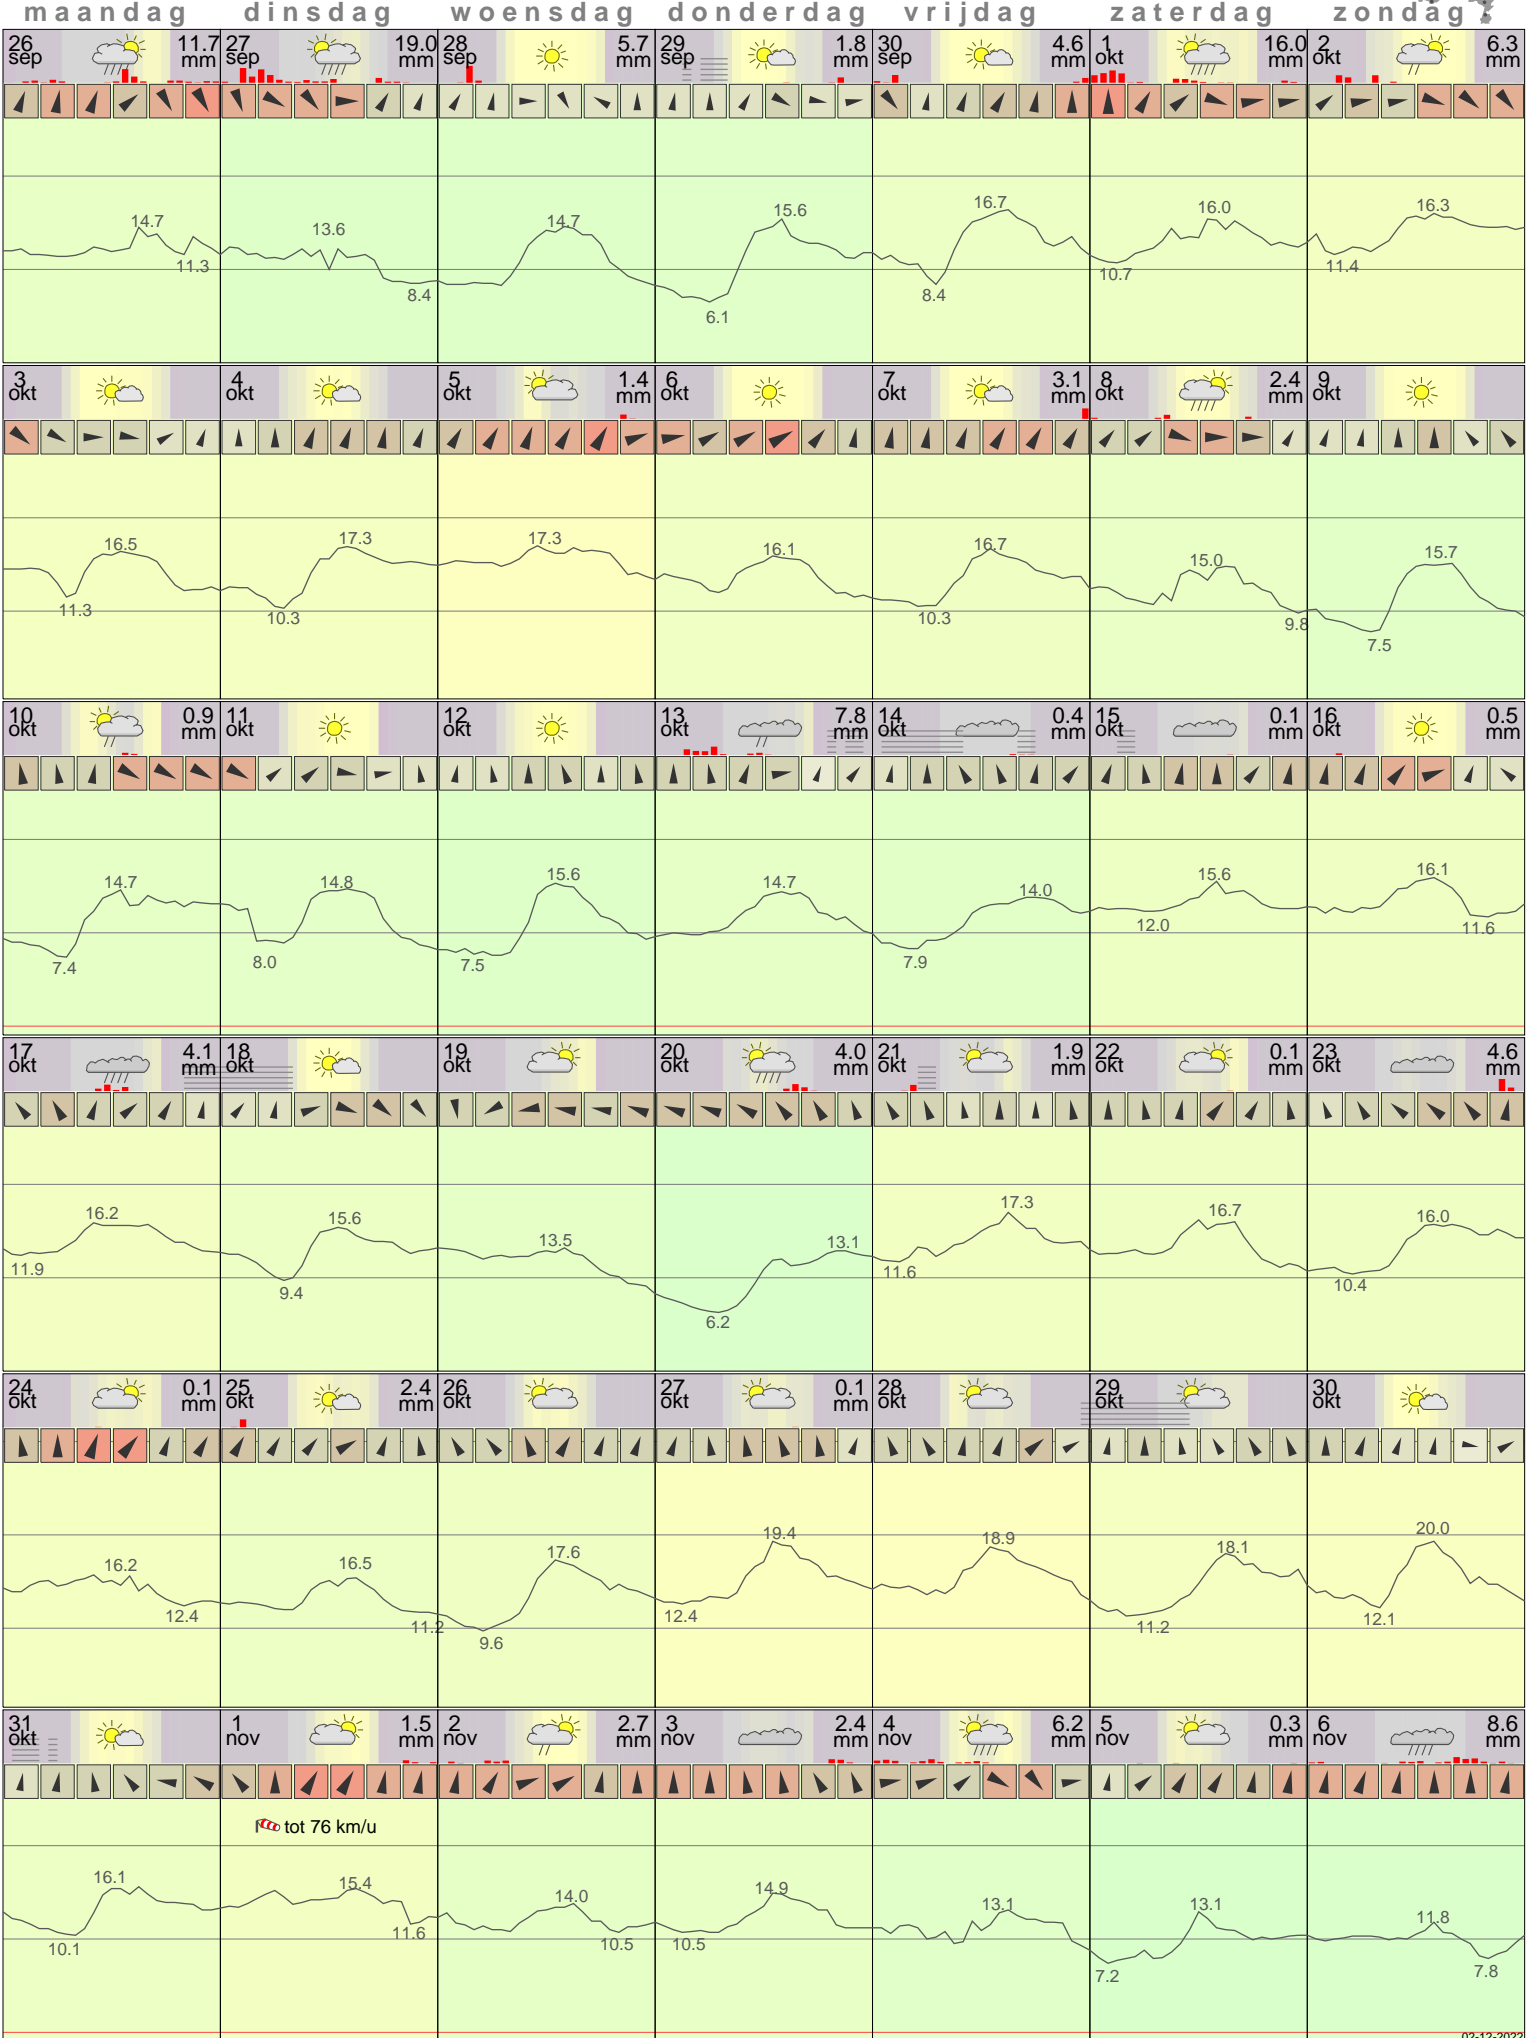 maandag dinsdag woensdag donderdag vrijdag zaterdag zondag
26 sep 11.7 mm 27 sep 19.0 mm 28 sep 5.7 mm 29 sep 1.8 mm 30 sep 4.6 mm 1 okt 16.0 mm 2 okt 6.3 mm
14.7 11.3 13.6 8.4 14.7 6.1 15.6 8.4 16.7 10.7 16.0 11.4 16.3
3 okt 4 okt 5 okt 1.4 mm 6 okt 7 okt 3.1 mm 8 okt 2.4 mm 9 okt
11.3 16.5 10.3 17.3 17.3 16.1 10.3 16.7 15.0 9.8 7.5 15.7
10 okt 0.9 mm 11 okt 12 okt 13 okt 7.8 mm 14 okt 0.4 mm 15 okt 0.1 mm 16 okt 0.5 mm
7.4 14.7 8.0 14.8 7.5 15.6 14.7 7.9 14.0 12.0 15.6 16.1 11.6
17 okt 4.1 mm 18 okt 19 okt 20 okt 4.0 mm 21 okt 1.9 mm 22 okt 0.1 mm 23 okt 4.6 mm
11.9 16.2 9.4 15.6 13.5 6.2 13.1 11.6 17.3 16.7 10.4 16.0
24 okt 0.1 mm 25 okt 2.4 mm 26 okt 27 okt 0.1 mm 28 okt 29 okt 30 okt
16.2 12.4 16.5 11.2 9.6 17.6 12.4 19.4 18.9 11.2 18.1 12.1 20.0
31 okt 1 nov 1.5 mm 2 nov 2.7 mm 3 nov 2.4 mm 4 nov 6.2 mm 5 nov 0.3 mm 6 nov 8.6 mm
tot 76 km/u
10.1 16.1 15.4 11.6 14.0 10.5 10.5 14.9 13.1 7.2 13.1 11.8 7.8
02-12-2022